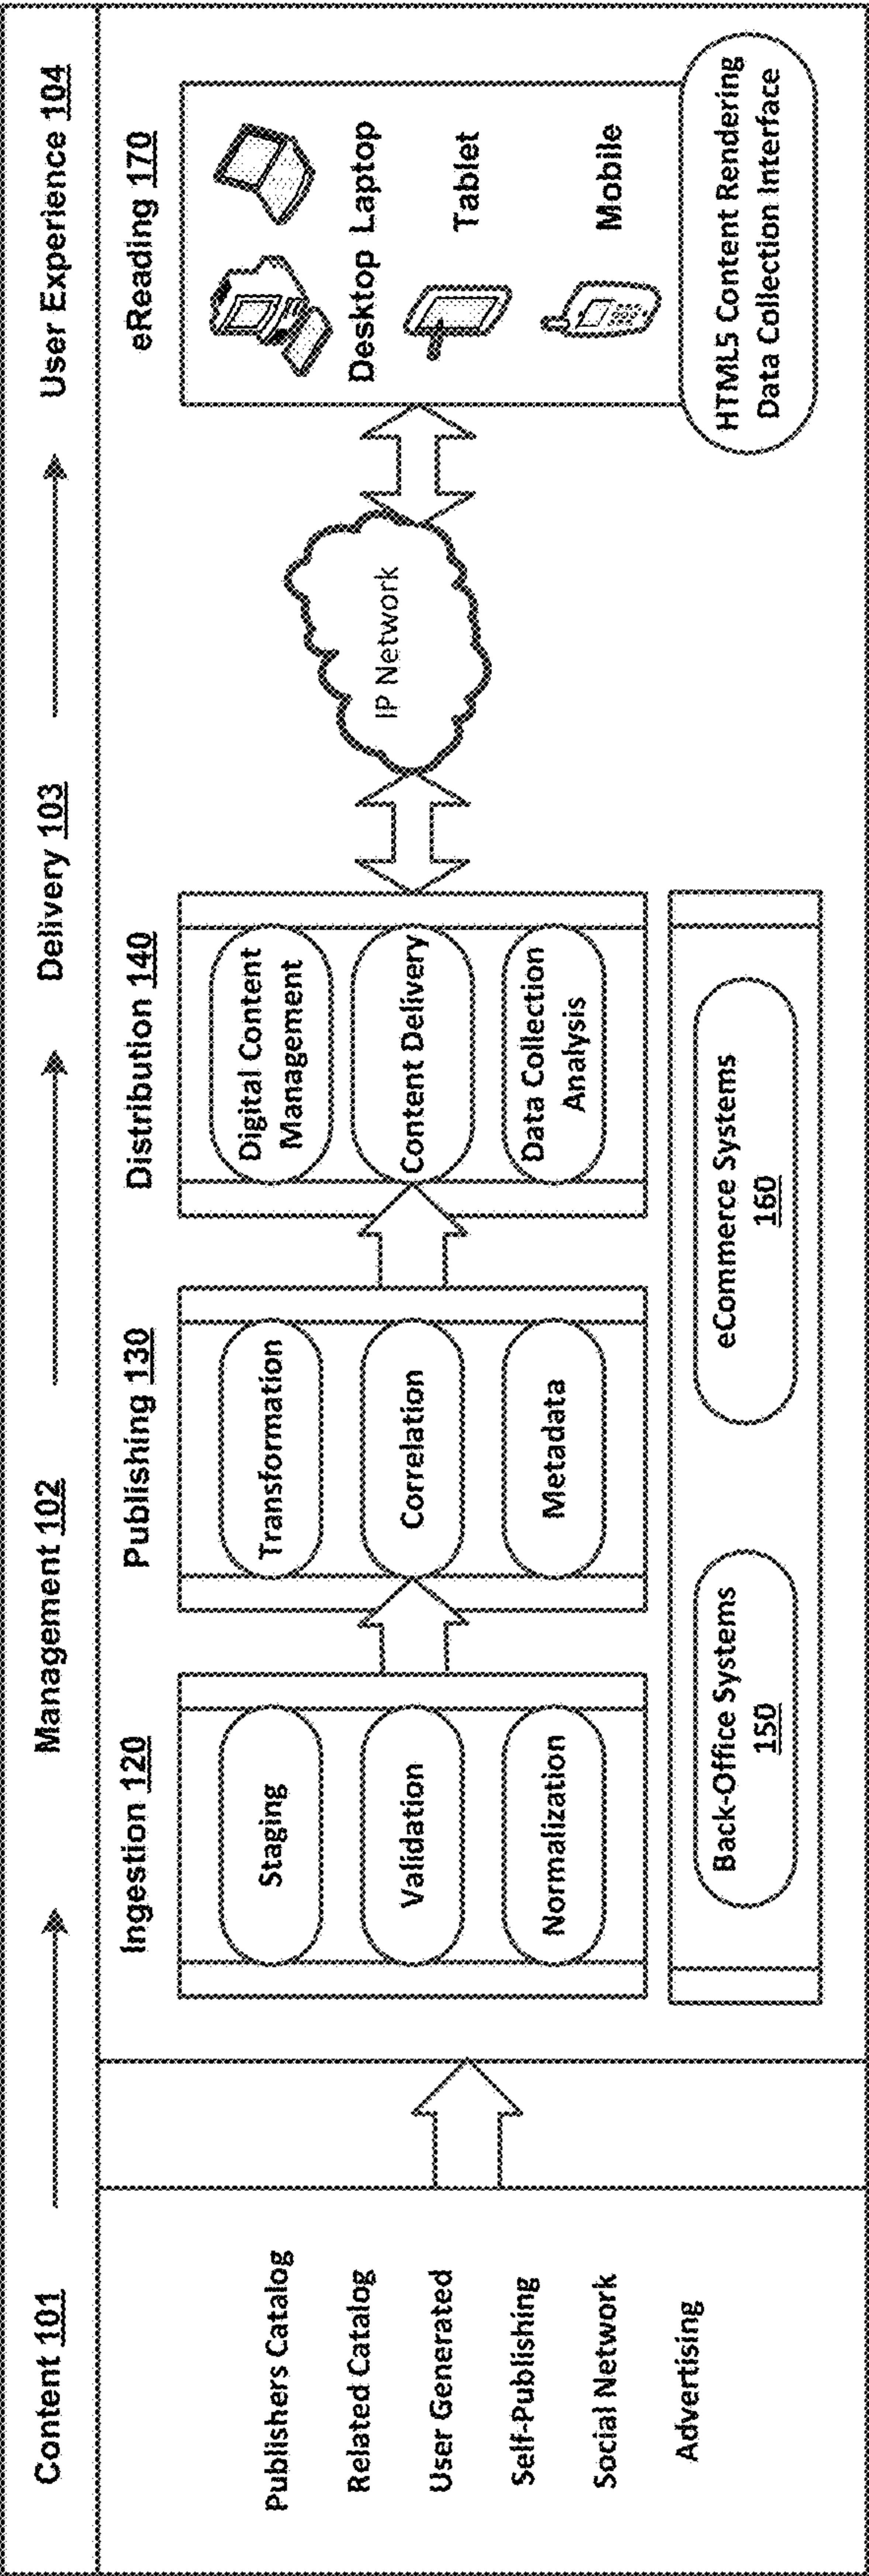 Content 101
Management 102
Delivery 103
User Experience 104
Publishers Catalog
Related Catalog
User Generated
Self-Publishing
Social Network
Advertising
Ingestion 120
Staging
Validation
Normalization
Publishing 130
Transformation
Correlation
Metadata
Distribution 140
Digital Content
Management
Content Delivery
Data Collection
Analysis
Back-Office Systems
150
eCommerce Systems
160
IP Network
eReading 170
Desktop Laptop
Tablet
Mobile
HTML5 Content Rendering
Data Collection Interface